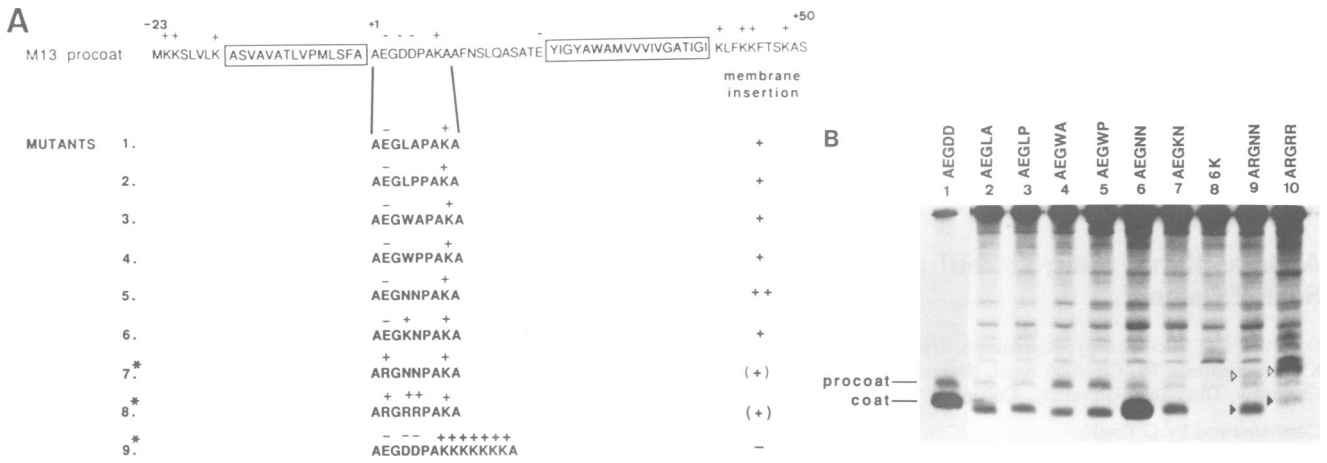 A
-23 +1 +50
++ + - -- + - + ++ +
M13 procoat MKKSLVLK ASVAVATLVPMLSFA AEGDDPAKAAFNSLQASATE YIGYAWAMVVVIVGATIGI KLFKKFTSKAS
membrane
insertion
- +
MUTANTS 1. AEGLAPAKA +
- +
2. AEGLPPAKA +
- +
3. AEGWAPAKA +
- +
4. AEGWPPAKA +
- +
5. AEGNNPAKA ++
- + +
6. AEGKNPAKA +
+ +
7.* ARGNNPAKA (+)
+ ++ +
8.* ARGRRPAKA (+)
- -- +++++++
9.* AEGDDPAKKKKKKKA -
B
AEGDD AEGLA AEGLP AEGWA AEGWP AEGNN AEGKN 6K ARGNN ARGRR
1 2 3 4 5 6 7 8 9 10
procoat
coat